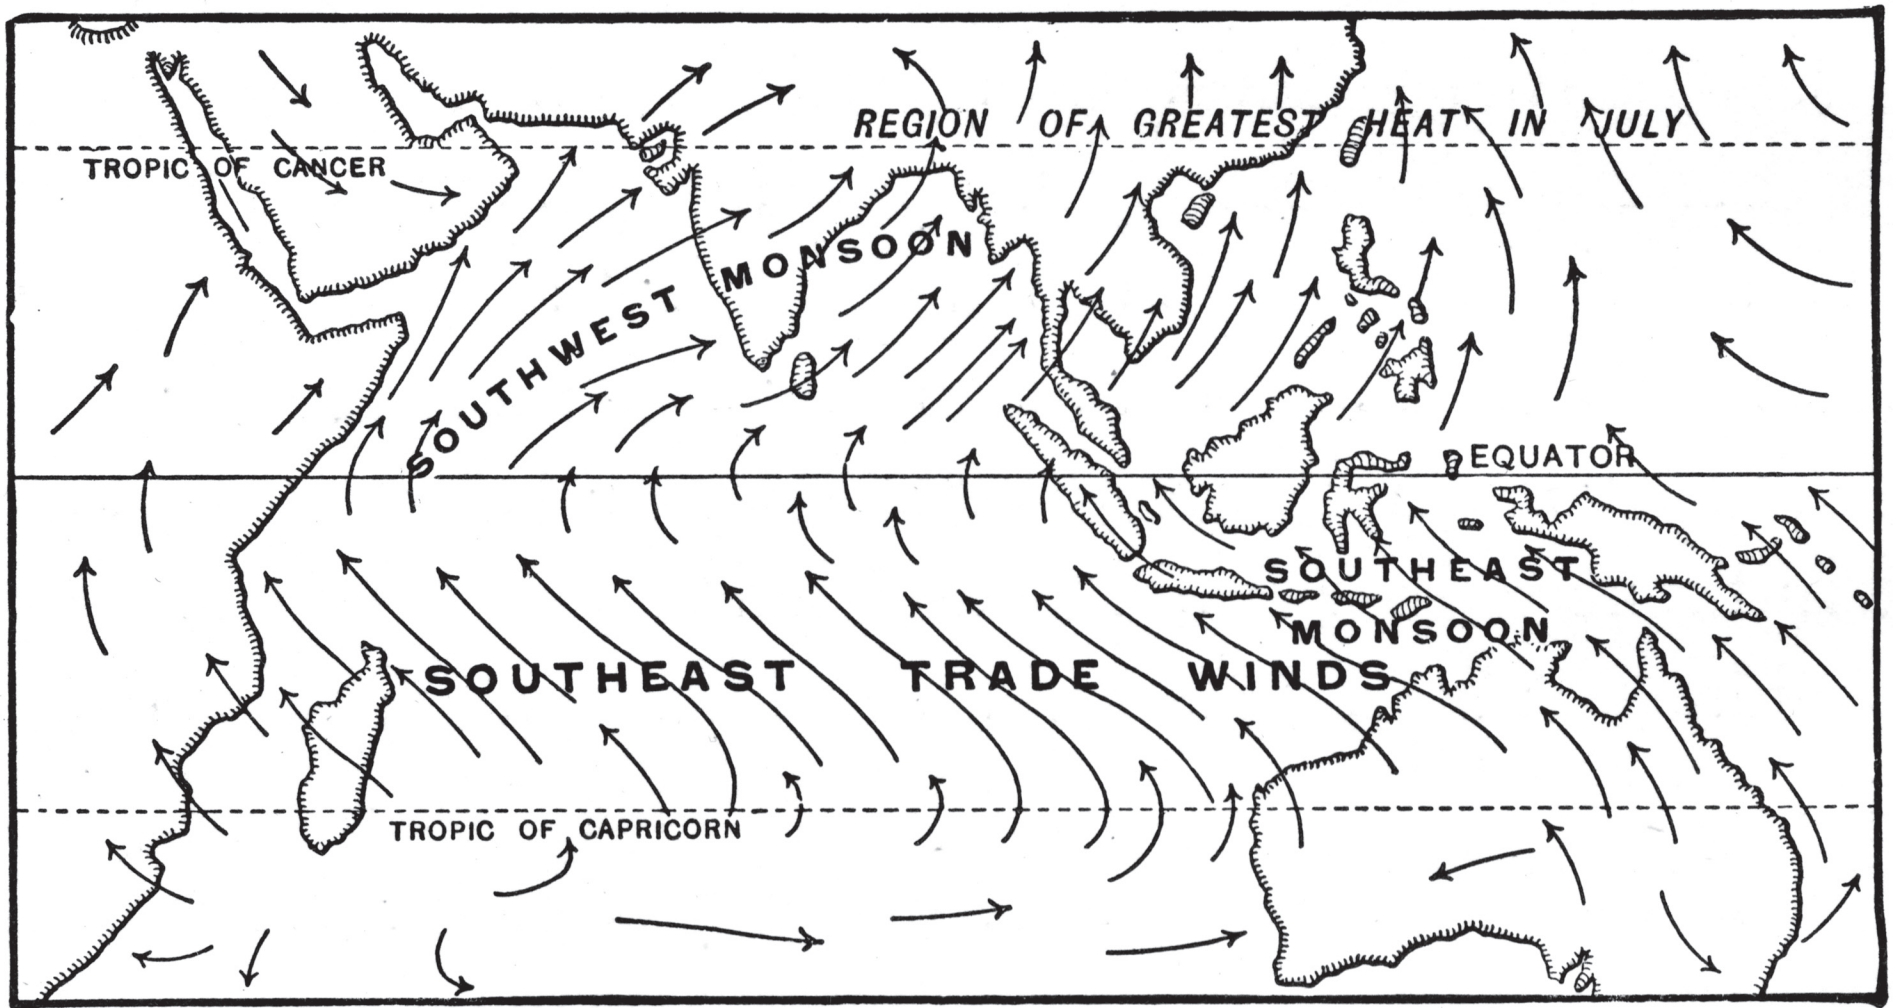 REGION OF GREATEST HEAT IN JULY
TROPIC OF CANCER
SOUTHWEST MONSOON
EQUATOR
SOUTHEAST
MONSOON
SOUTHEAST TRADE WINDS
TROPIC OF CAPRICORN